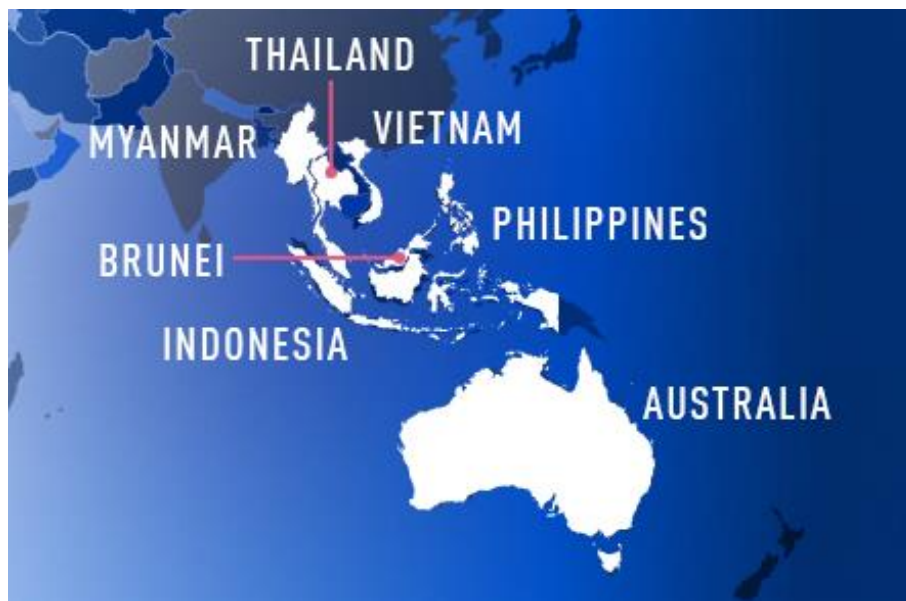 THAILAND
MYANMAR
VIETNAM
PHILIPPINES
BRUNEI
INDONESIA
AUSTRALIA